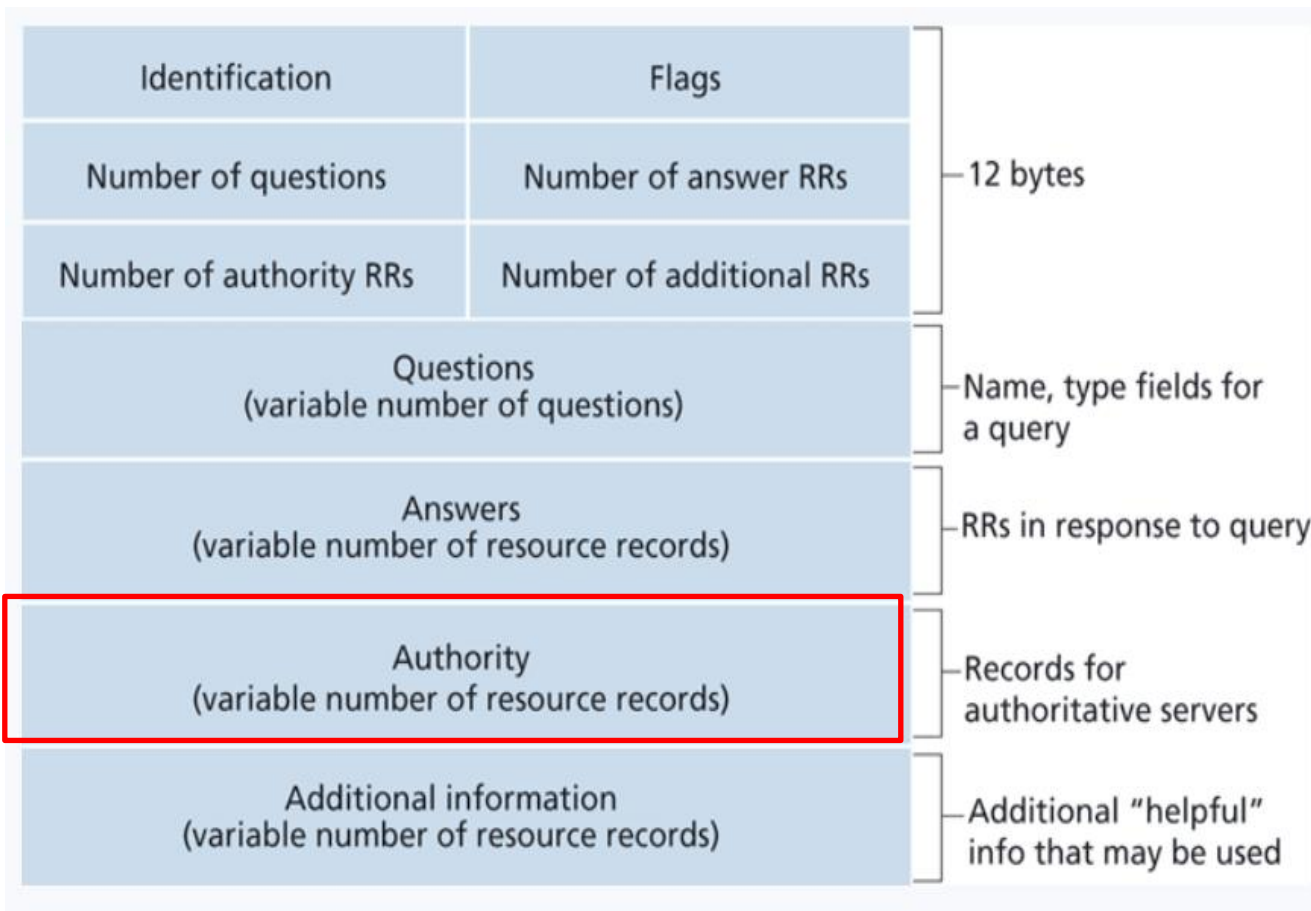 Identification
Flags
Number of questions
Number of answer RRs
12 bytes
Number of authority RRs
Number of additional RRs
Questions
(variable number of questions)
Name, type fields for
a query
Answers
(variable number of resource records)
RRs in response to query
Authority
(variable number of resource records)
Records for
authoritative servers
Additional information
(variable number of resource records)
Additional “helpful”
info that may be used